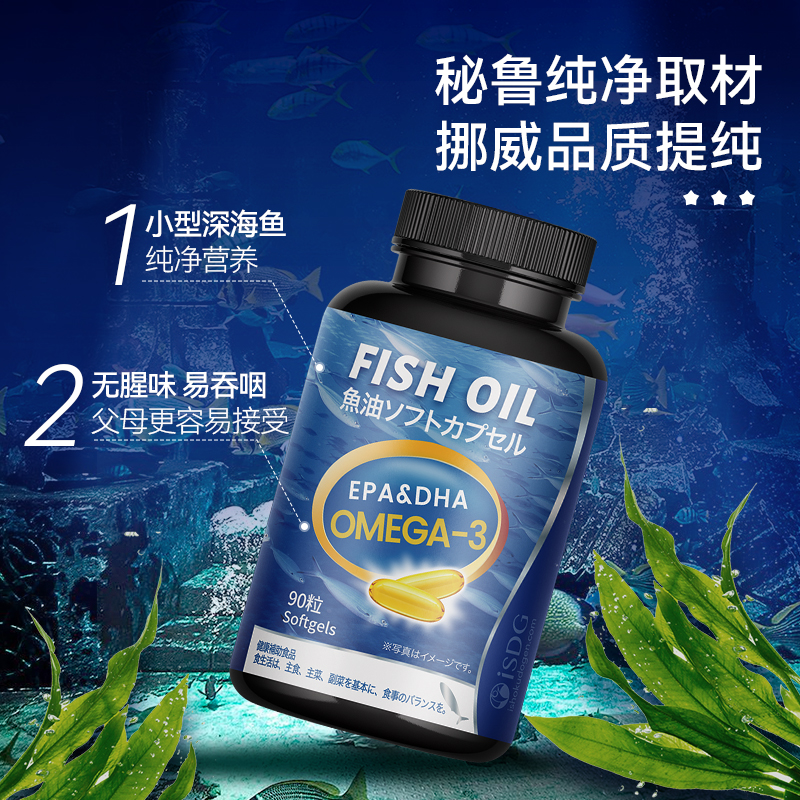 秘鲁纯净取材
挪威品质提纯
1 小型深海鱼
纯净营养
2 无腥味 易吞咽
父母更容易接受
FISH OIL
魚油ソフトカプセル
EPA&DHA
OMEGA-3
90粒
Softgels
※写真はイメージです。
健康補助食品
食生活は、主食、主菜、副菜を基本に、食事のバランスを。
iSDG